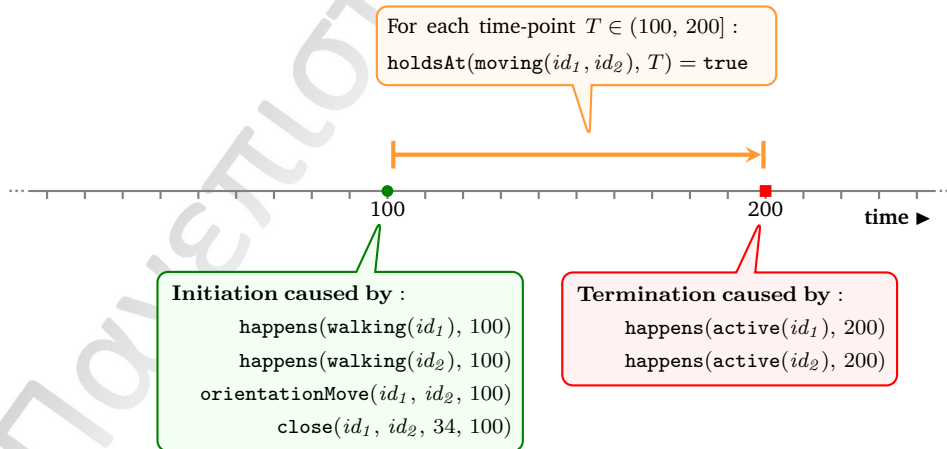 For each time-point T ∈ (100, 200] :
holdsAt(moving(id₁, id₂), T) = true
100
200
time ►
Initiation caused by :
happens(walking(id₁), 100)
happens(walking(id₂), 100)
orientationMove(id₁, id₂, 100)
close(id₁, id₂, 34, 100)
Termination caused by :
happens(active(id₁), 200)
happens(active(id₂), 200)